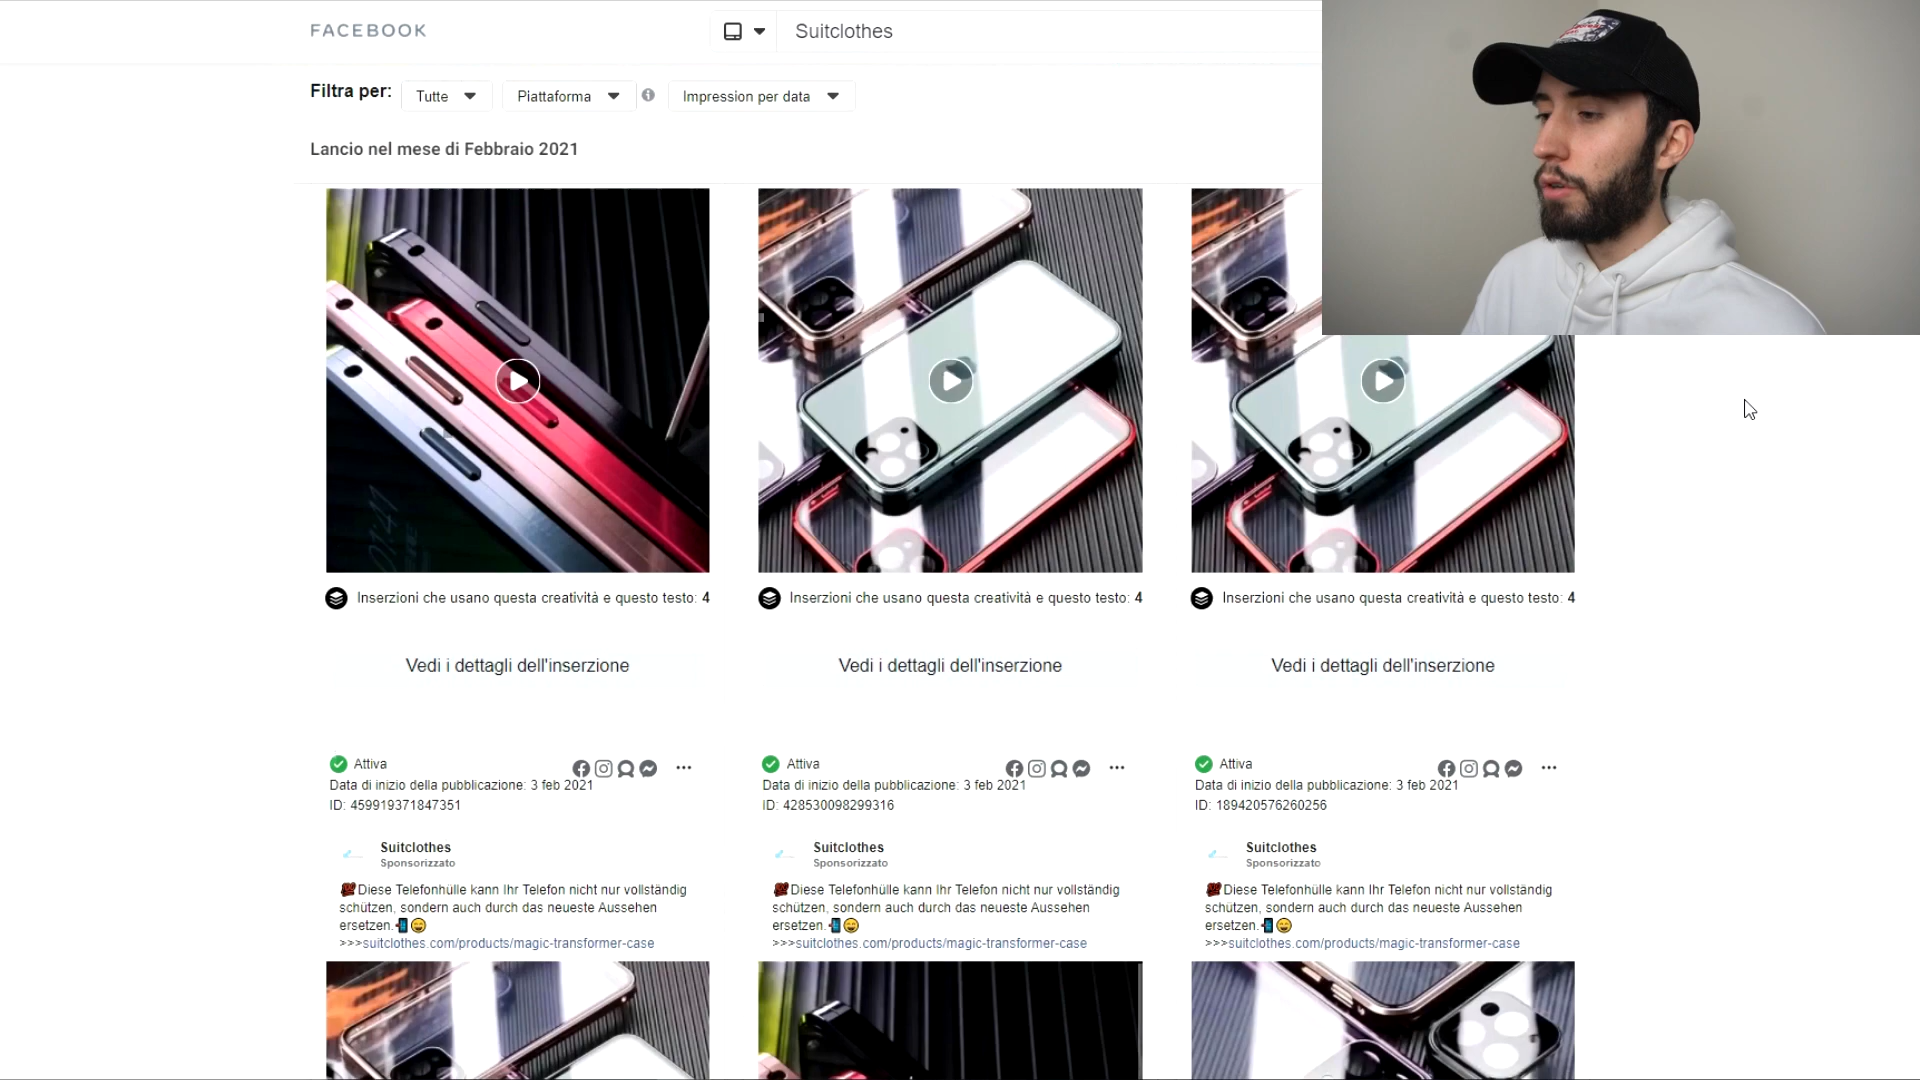 FACEBOOK
Suitclothes
Filtra per:
Tutte
Piattaforma
Impression per data
Lancio nel mese di Febbraio 2021
Inserzioni che usano questa creatività e questo testo: 4
Inserzioni che usano questa creatività e questo testo: 4
Inserzioni che usano questa creatività e questo testo: 4
Vedi i dettagli dell'inserzione
Vedi i dettagli dell'inserzione
Vedi i dettagli dell'inserzione
Attiva
Data di inizio della pubblicazione: 3 feb 2021
ID: 459919371847351
Suitclothes
Sponsorizzato
💯Diese Telefonhülle kann Ihr Telefon nicht nur vollständig
schützen, sondern auch durch das neueste Aussehen
ersetzen.📲😄
>>>suitclothes.com/products/magic-transformer-case
Attiva
Data di inizio della pubblicazione: 3 feb 2021
ID: 428530098299316
Suitclothes
Sponsorizzato
💯Diese Telefonhülle kann Ihr Telefon nicht nur vollständig
schützen, sondern auch durch das neueste Aussehen
ersetzen.📲😄
>>>suitclothes.com/products/magic-transformer-case
Attiva
Data di inizio della pubblicazione: 3 feb 2021
ID: 189420576260256
Suitclothes
Sponsorizzato
💯Diese Telefonhülle kann Ihr Telefon nicht nur vollständig
schützen, sondern auch durch das neueste Aussehen
ersetzen.📲😄
>>>suitclothes.com/products/magic-transformer-case